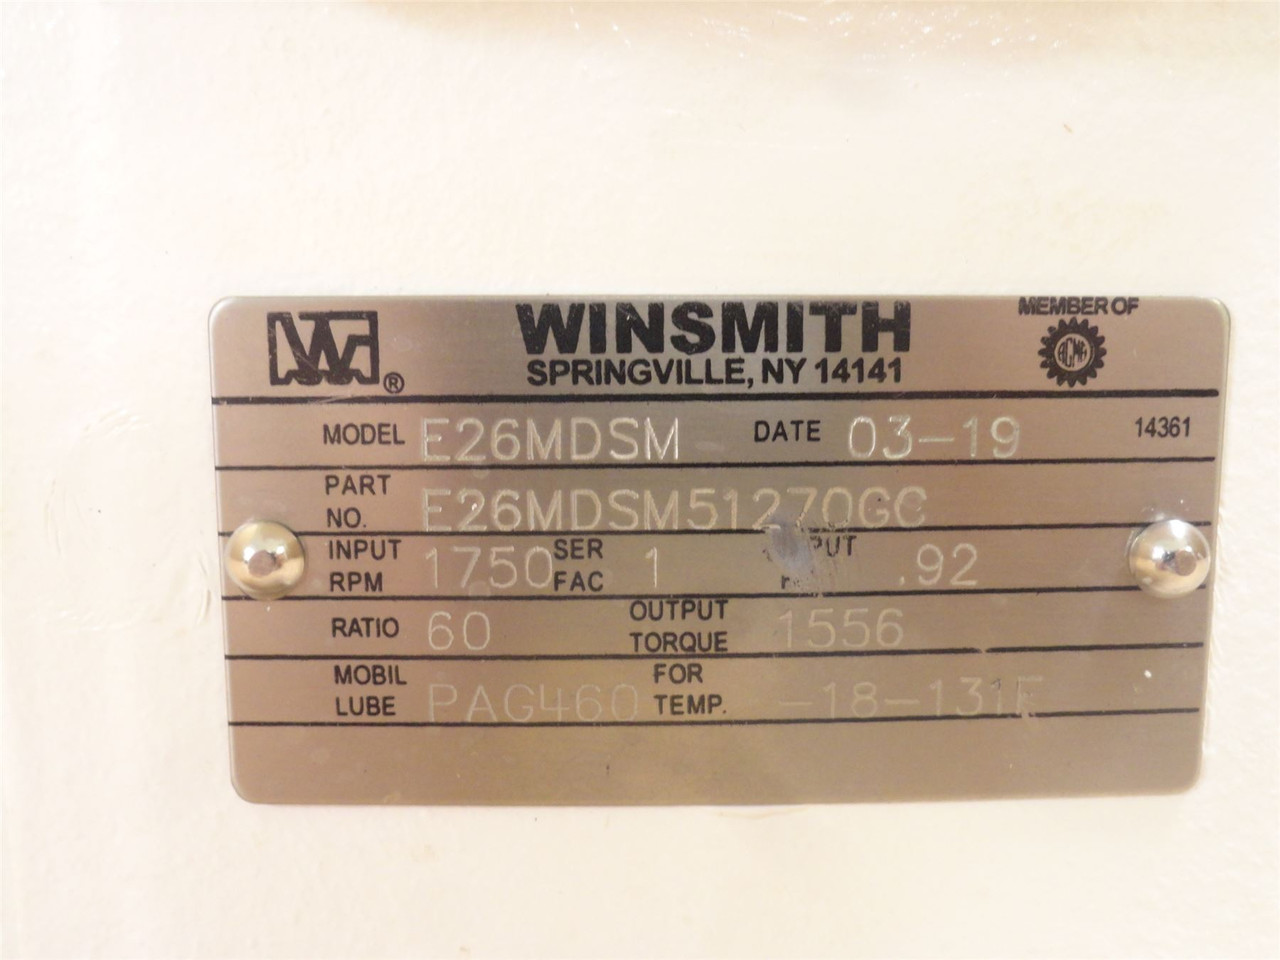 W ®
WINSMITH
SPRINGVILLE, NY 14141
MEMBER OF
AGMA
MODEL E26MDSM DATE 03-19 14361
PART NO. E26MDSM51270GC
INPUT RPM 1750 SER FAC 1 .92
RATIO 60 OUTPUT TORQUE 1556
MOBIL LUBE PAG460 FOR TEMP. -18-131F